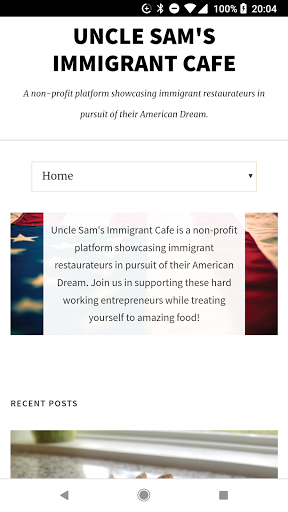 100% 20:04
UNCLE SAM'S
IMMIGRANT CAFE
A non-profit platform showcasing immigrant restaurateurs in
pursuit of their American Dream.
Home
Uncle Sam's Immigrant Cafe is a non-profit
platform showcasing immigrant
restaurateurs in pursuit of their American
Dream. Join us in supporting these hard
working entrepreneurs while treating
yourself to amazing food!
RECENT POSTS